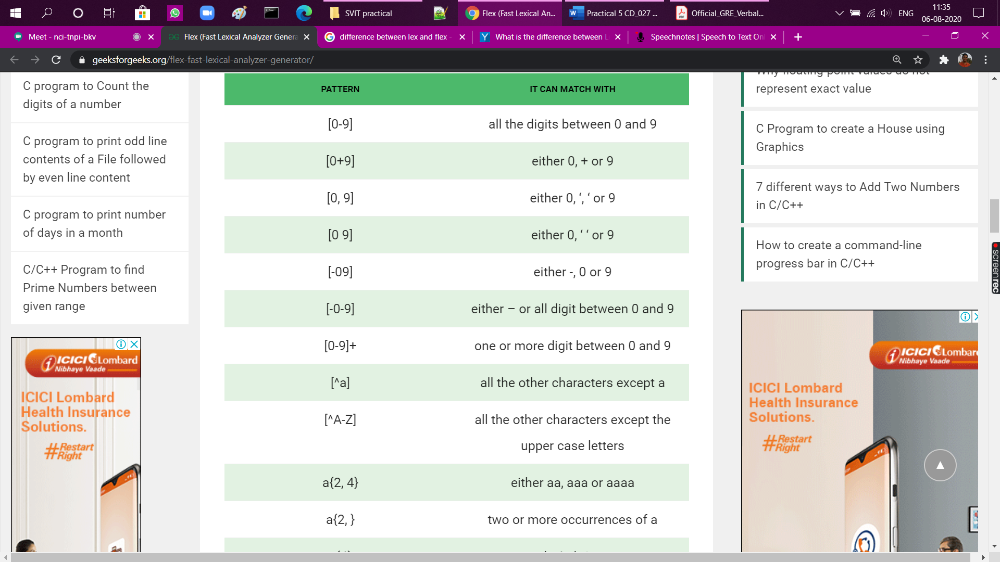 SVIT practical
Flex (Fast Lexical An...
Practical 5 CD_027 ...
Official_GRE_Verbal...
ENG
11:35
06-08-2020
Meet - nci-tnpi-bkv
Flex (Fast Lexical Analyzer Genera
difference between lex and flex -
What is the difference between L
Speechnotes | Speech to Text Onl
geeksforgeeks.org/flex-fast-lexical-analyzer-generator/
C program to Count the
digits of a number
C program to print odd line
contents of a File followed
by even line content
C program to print number
of days in a month
C/C++ Program to find
Prime Numbers between
given range
ICICI Lombard
Nibhaye Vaade
ICICI Lombard
Health Insurance
Solutions.
#Restart
Right
PATTERN IT CAN MATCH WITH
[0-9] all the digits between 0 and 9
[0+9] either 0, + or 9
[0, 9] either 0, ‘, ‘ or 9
[0 9] either 0, ‘ ‘ or 9
[-09] either -, 0 or 9
[-0-9] either – or all digit between 0 and 9
[0-9]+ one or more digit between 0 and 9
[^a] all the other characters except a
[^A-Z] all the other characters except the
upper case letters
a{2, 4} either aa, aaa or aaaa
a{2, } two or more occurrences of a
Why floating point values do not
represent exact value
C Program to create a House using
Graphics
7 different ways to Add Two Numbers
in C/C++
How to create a command-line
progress bar in C/C++
screenrec
ICICI Lombard
Nibhaye Vaade
ICICI Lombard
Health Insurance
Solutions.
#Restart
Right